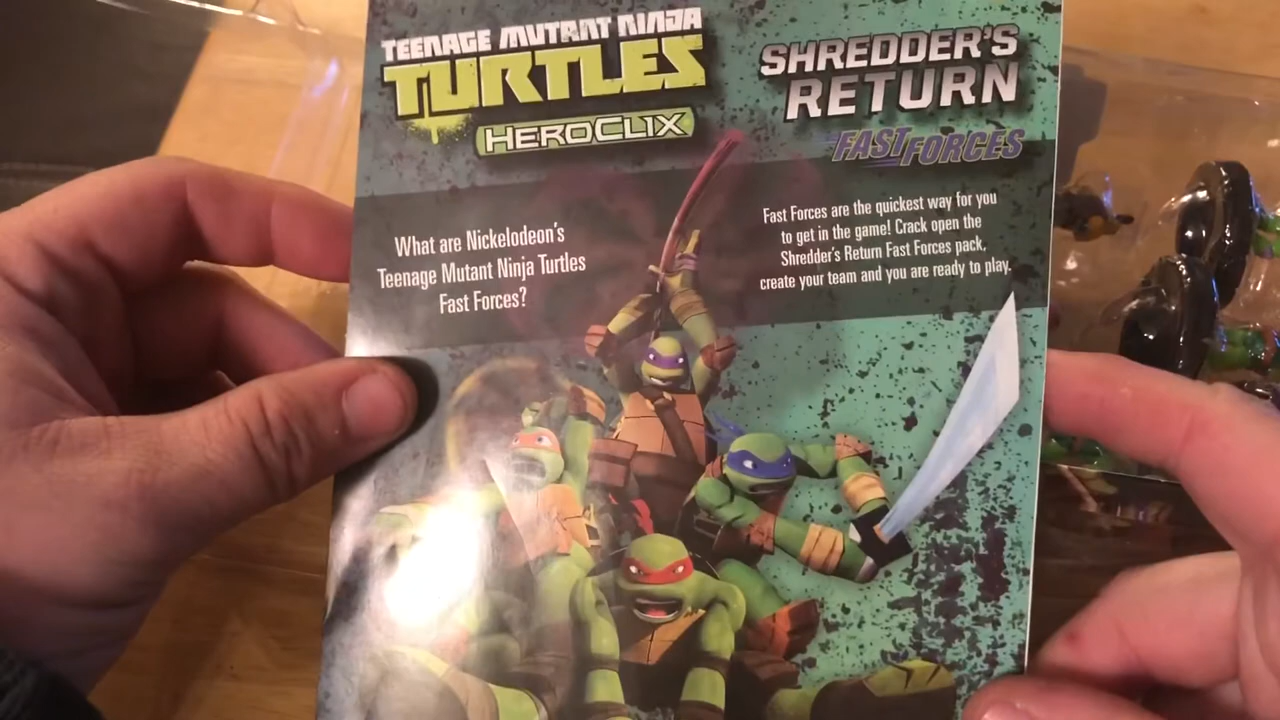 TEENAGE MUTANT NINJA
TURTLES
HEROCLIX
SHREDDER'S
RETURN
FAST FORCES
What are Nickelodeon's
Teenage Mutant Ninja Turtles
Fast Forces?
Fast Forces are the quickest way for you
to get in the game! Crack open the
Shredder's Return Fast Forces pack,
create your team and you are ready to play.